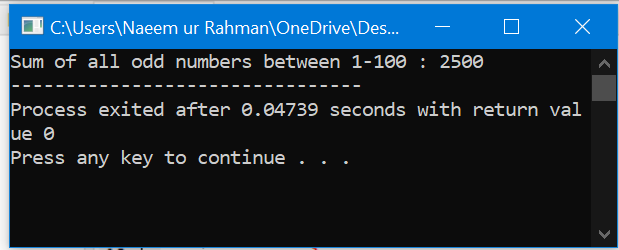 C:\Users\Naeem ur Rahman\OneDrive\Des...
Sum of all odd numbers between 1-100 : 2500
--------------------------------
Process exited after 0.04739 seconds with return val
ue 0
Press any key to continue . . .